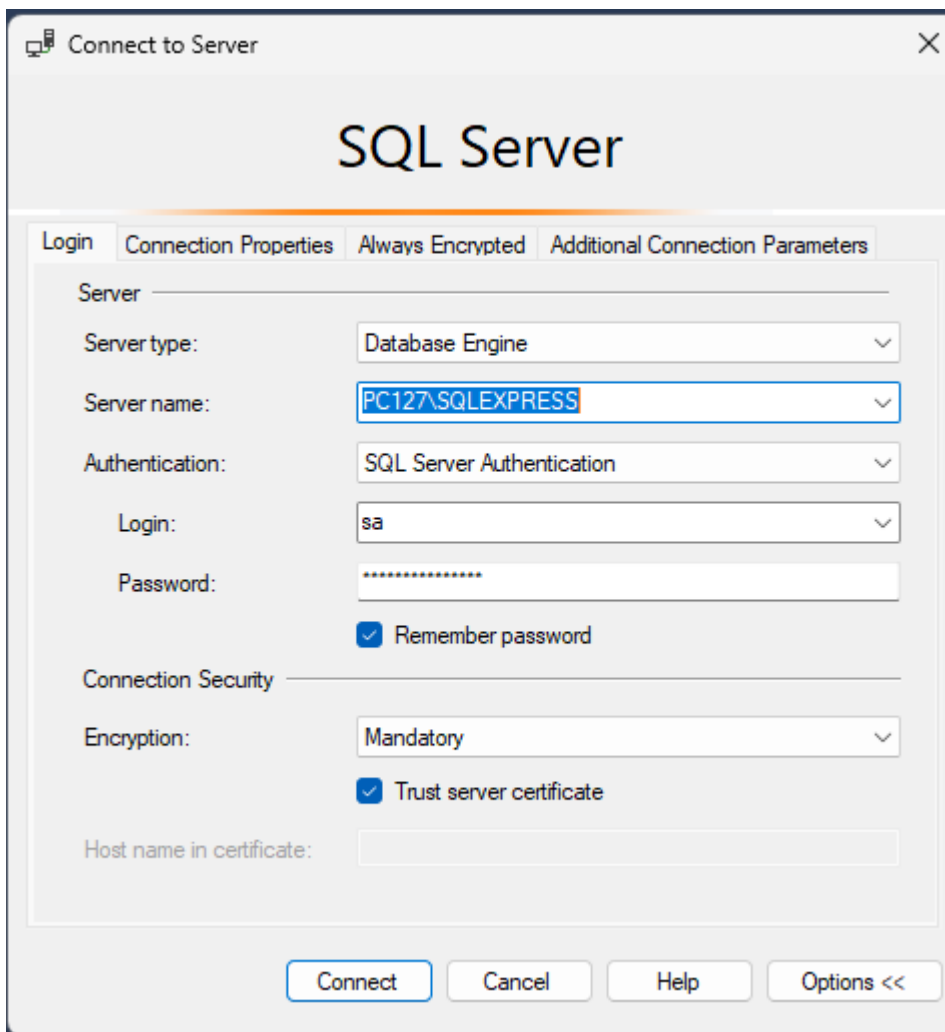 Connect to Server
SQL Server
Login Connection Properties Always Encrypted Additional Connection Parameters
Server
Server type: Database Engine
Server name: PC127\SQLEXPRESS
Authentication: SQL Server Authentication
Login: sa
Password: ***************
Remember password
Connection Security
Encryption: Mandatory
Trust server certificate
Host name in certificate:
Connect Cancel Help Options <<